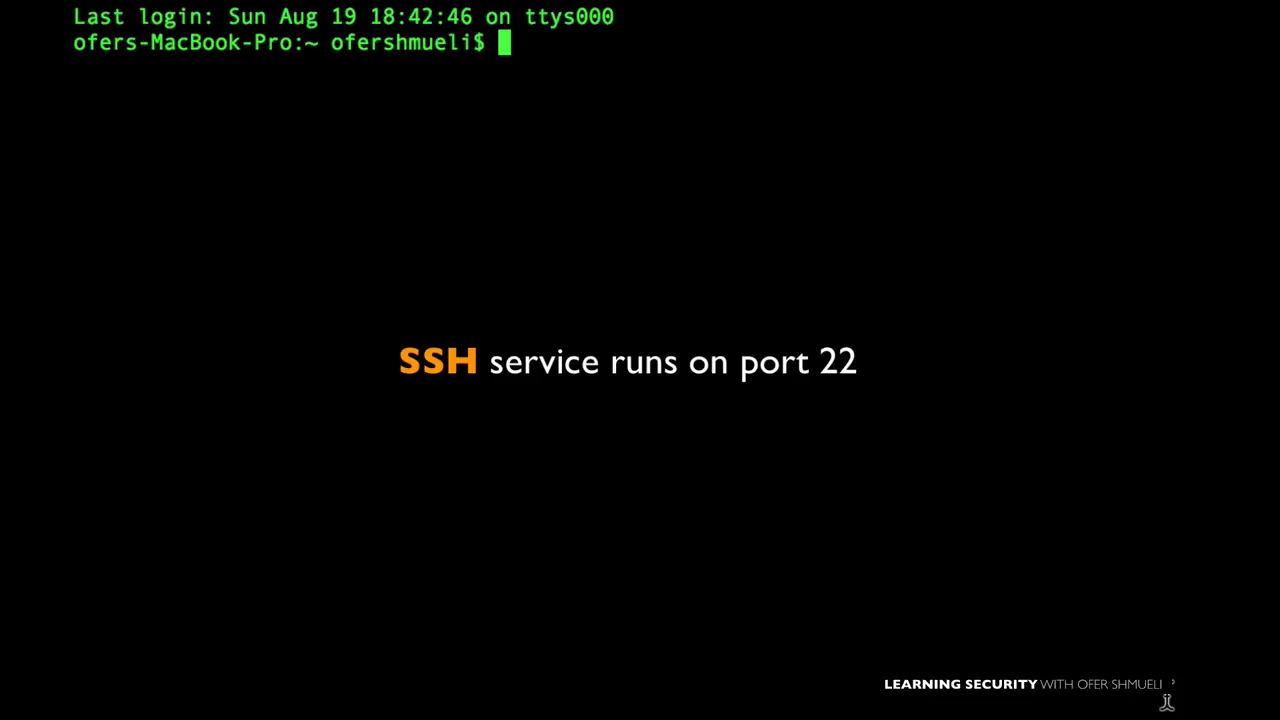 Last login: Sun Aug 19 18:42:46 on ttys000
ofers-MacBook-Pro:~ ofershmueli$
SSH service runs on port 22
LEARNING SECURITY WITH OFER SHMUELI